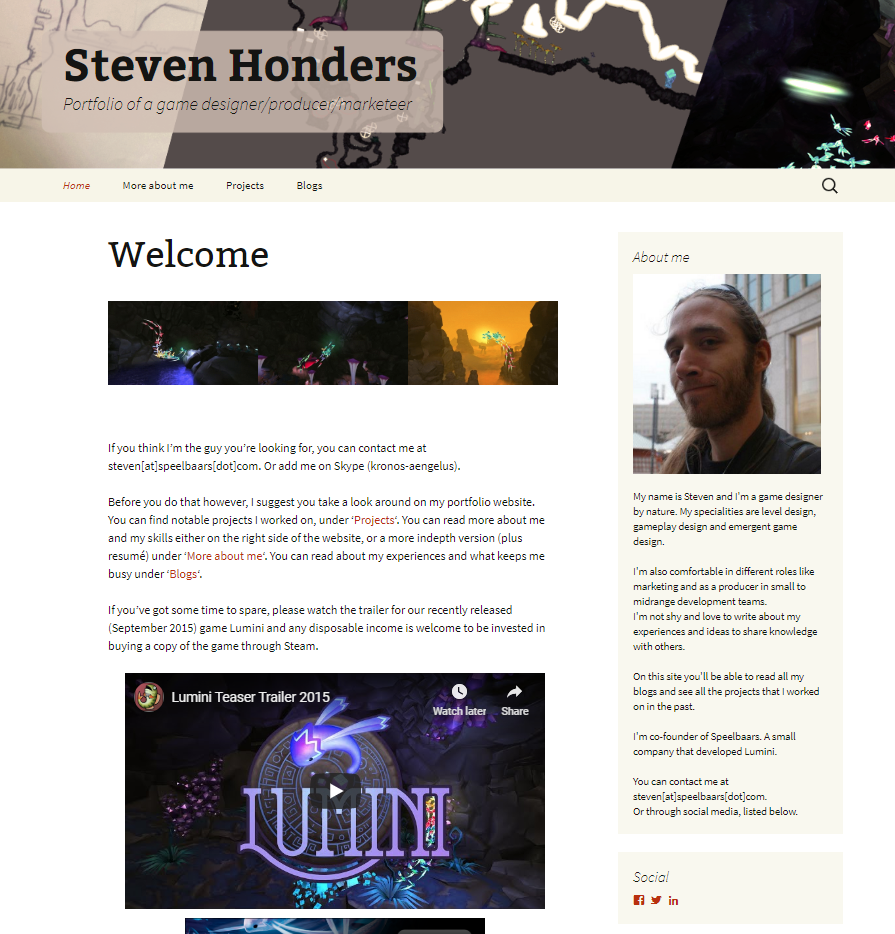 Steven Honders
Portfolio of a game designer/producer/marketeer
Home
More about me
Projects
Blogs
Welcome
If you think I'm the guy you're looking for, you can contact me at
steven[at]speelbaars[dot]com. Or add me on Skype (kronos-aengelus).
Before you do that however, I suggest you take a look around on my portfolio website.
You can find notable projects I worked on, under ‘Projects‘. You can read more about me
and my skills either on the right side of the website, or a more indepth version (plus
resumé) under ‘More about me‘. You can read about my experiences and what keeps me
busy under ‘Blogs‘.
If you've got some time to spare, please watch the trailer for our recently released
(September 2015) game Lumini and any disposable income is welcome to be invested in
buying a copy of the game through Steam.
Lumini Teaser Trailer 2015
Watch later
Share
LUMINI
About me
My name is Steven and I'm a game designer
by nature. My specialities are level design,
gameplay design and emergent game
design.
I'm also comfortable in different roles like
marketing and as a producer in small to
midrange development teams.
I'm not shy and love to write about my
experiences and ideas to share knowledge
with others.
On this site you'll be able to read all my
blogs and see all the projects that I worked
on in the past.
I'm co-founder of Speelbaars. A small
company that developed Lumini.
You can contact me at
steven[at]speelbaars[dot]com.
Or through social media, listed below.
Social